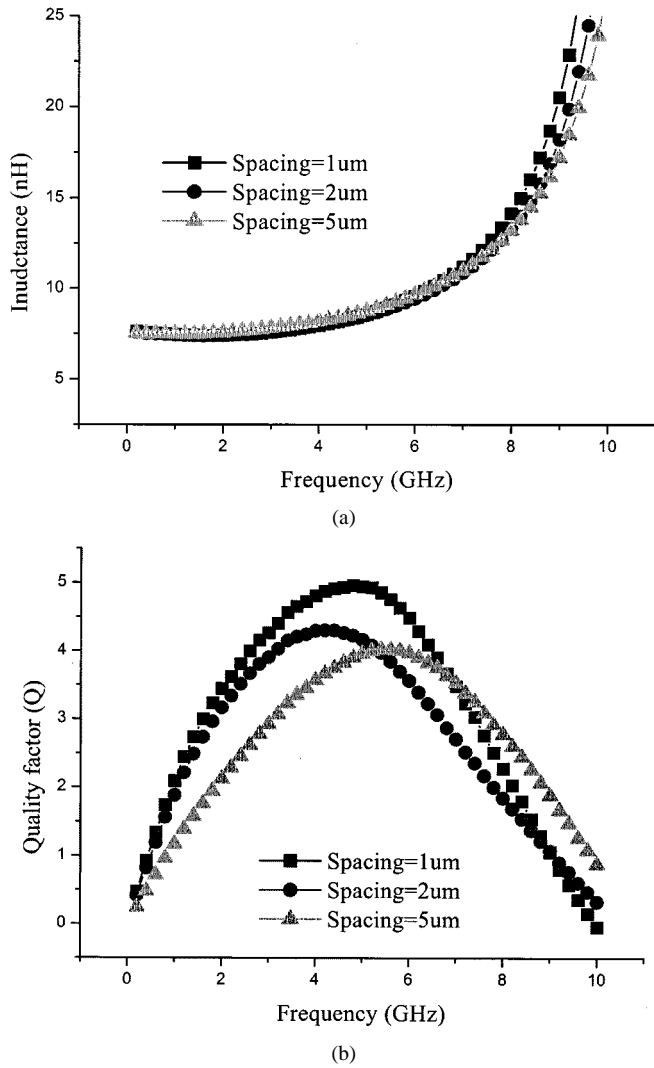 25
20
15
10
5
Inudctance (nH)
Spacing=1um
Spacing=2um
Spacing=5um
0 2 4 6 8 10
Frequency (GHz)
(a)
5
4
3
2
1
0
Quality factor (Q)
Spacing=1um
Spacing=2um
Spacing=5um
0 2 4 6 8 10
Frequency (GHz)
(b)